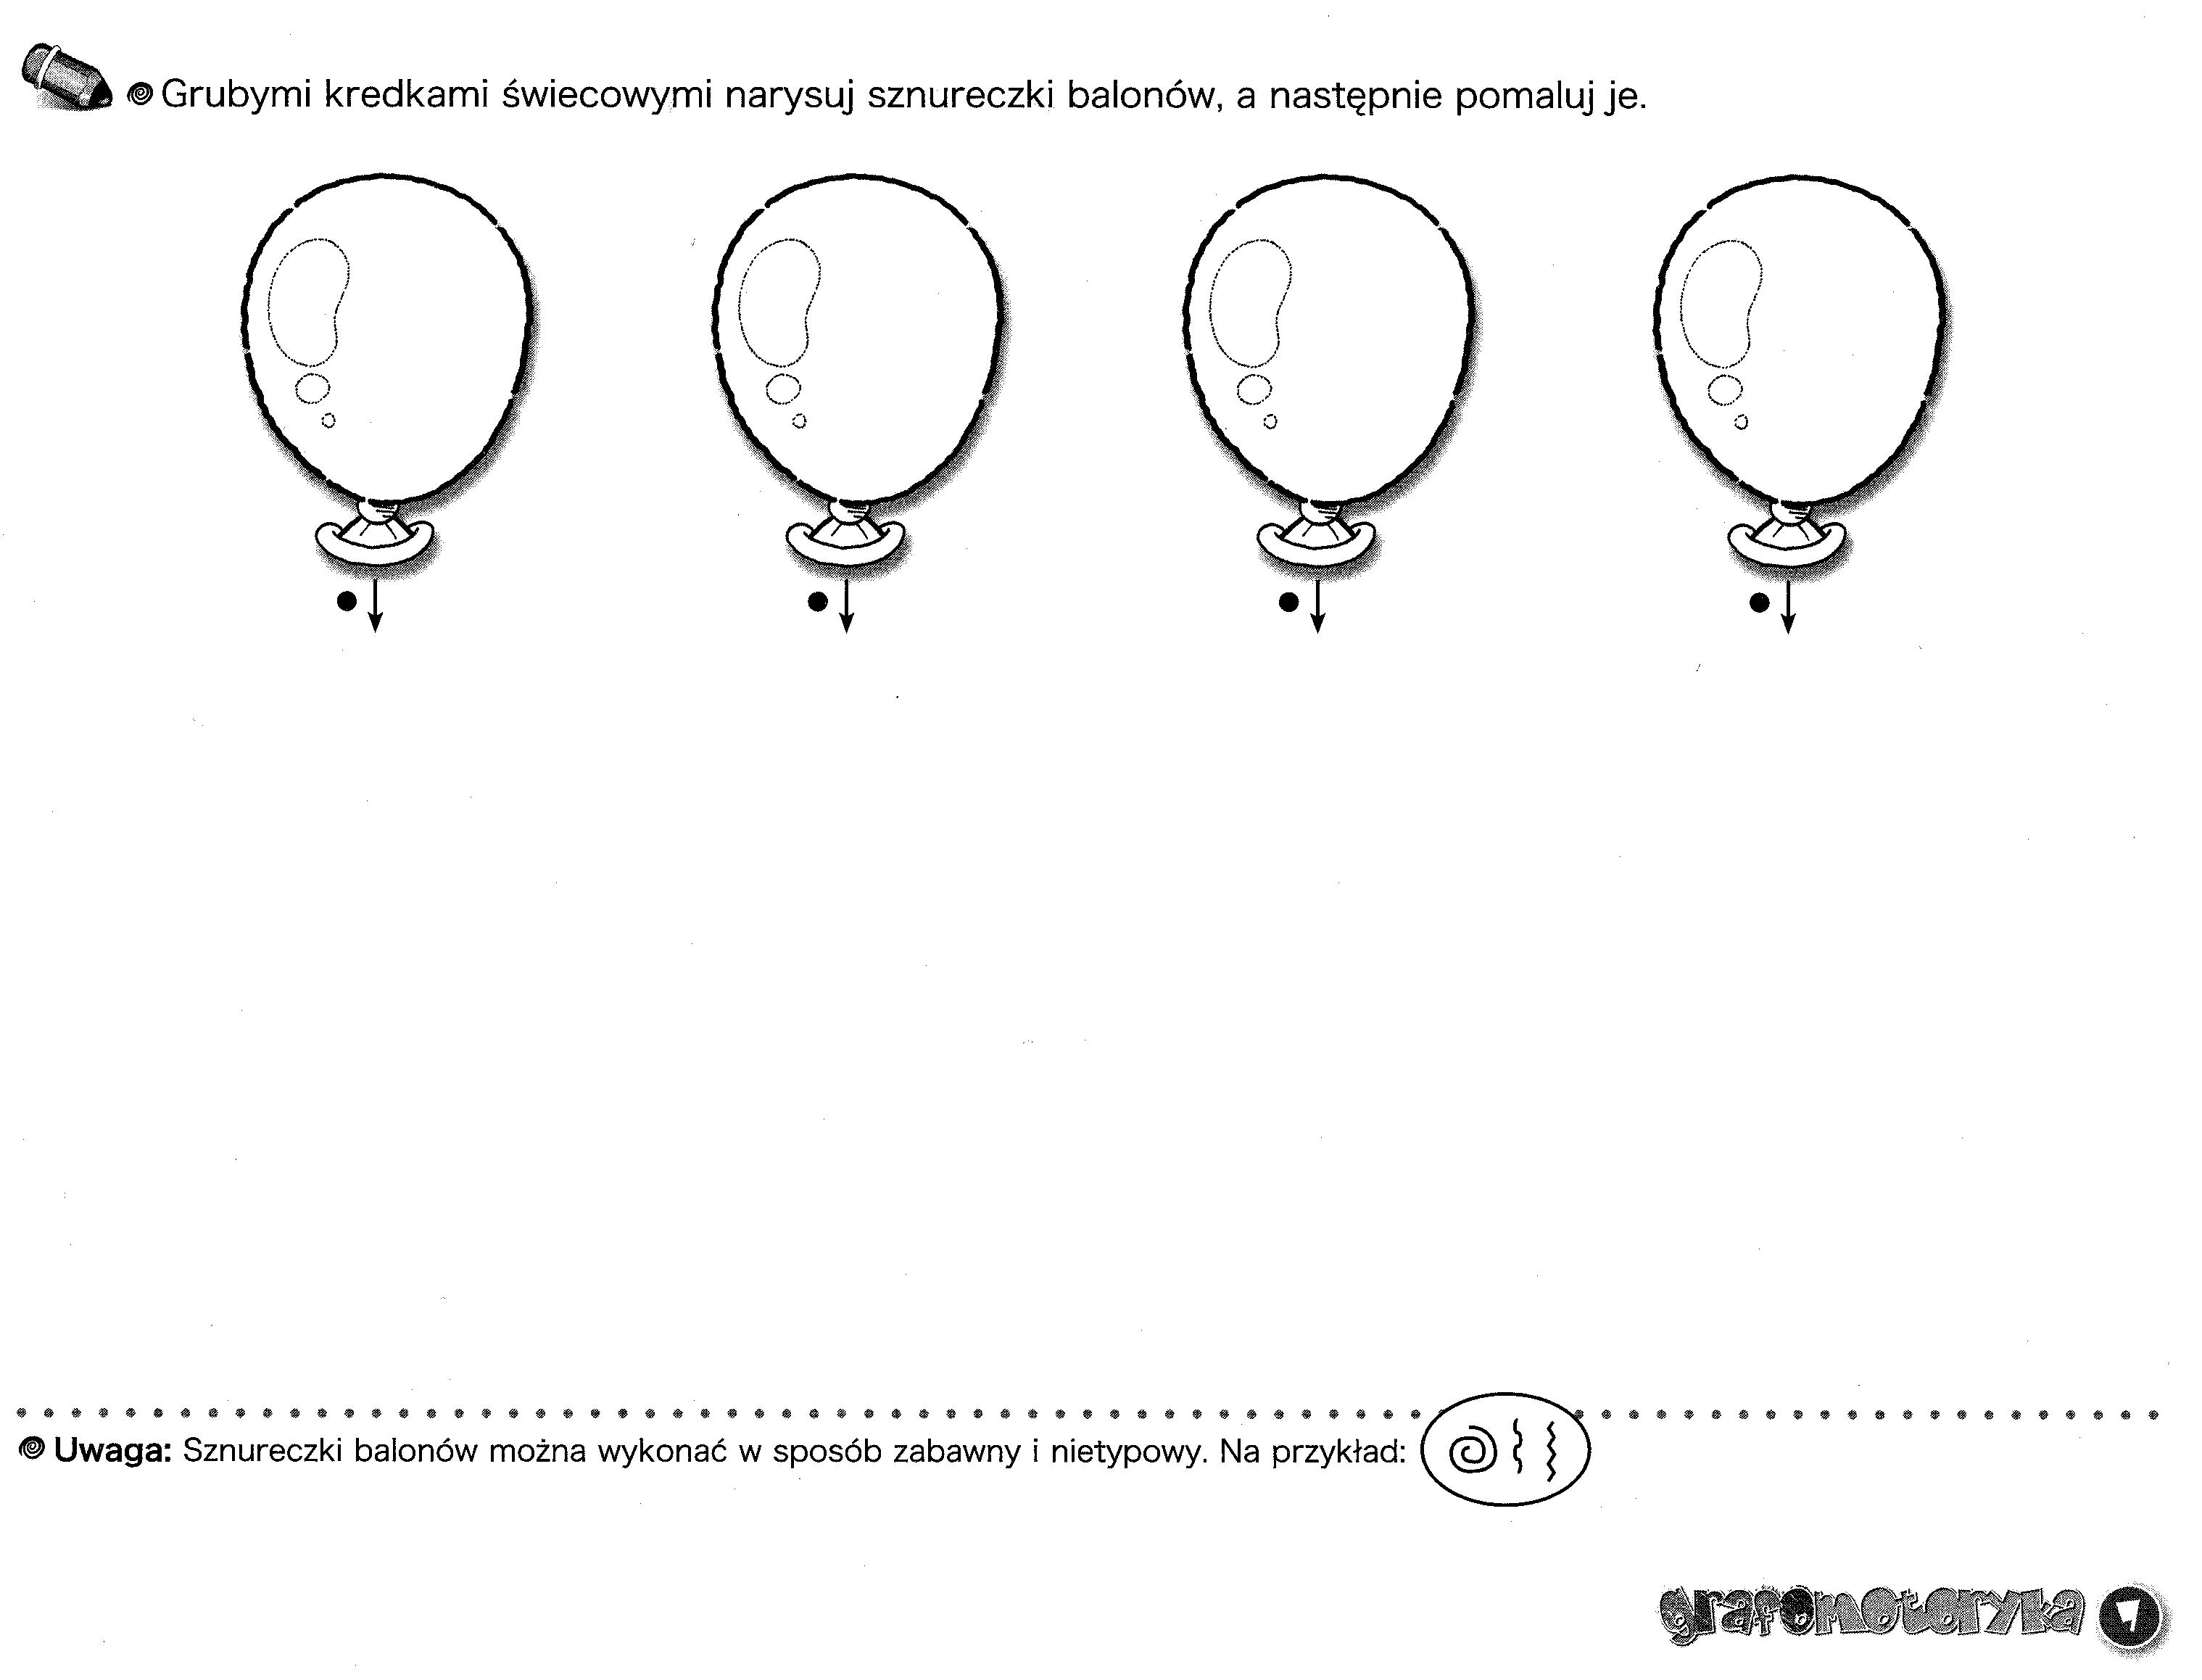 Grubymi kredkami świecowymi narysuj sznureczki balonów, a następnie pomaluj je.
Uwaga: Sznureczki balonów można wykonać w sposób zabawny i nietypowy. Na przykład:
grafomotoryka